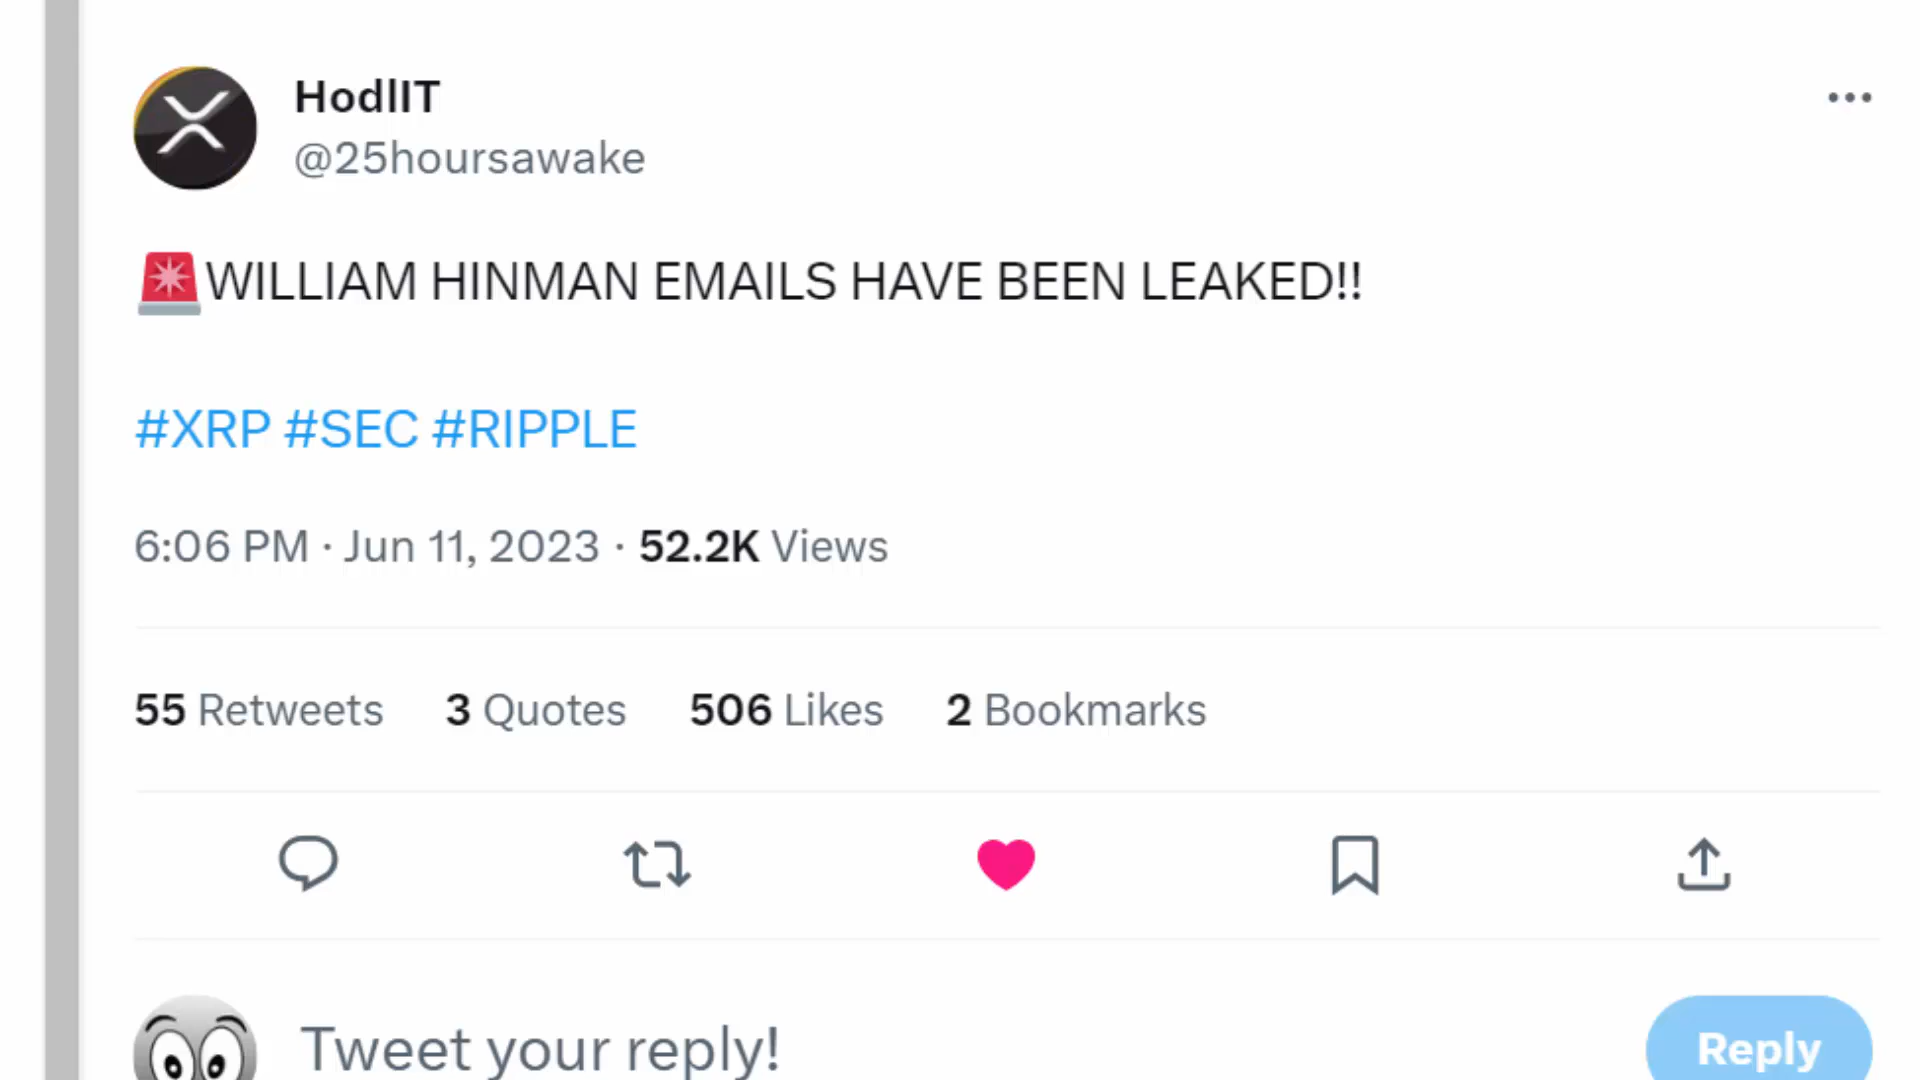 HodlIT
@25hoursawake
🚨WILLIAM HINMAN EMAILS HAVE BEEN LEAKED!!
#XRP #SEC #RIPPLE
6:06 PM · Jun 11, 2023 · 52.2K Views
55 Retweets 3 Quotes 506 Likes 2 Bookmarks
Tweet your reply!
Reply